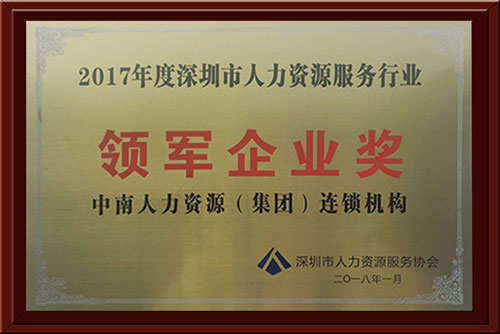 2017年度深圳市人力资源服务行业
领军企业奖
中南人力资源（集团）连锁机构
深圳市人力资源服务协会
二〇一八年一月